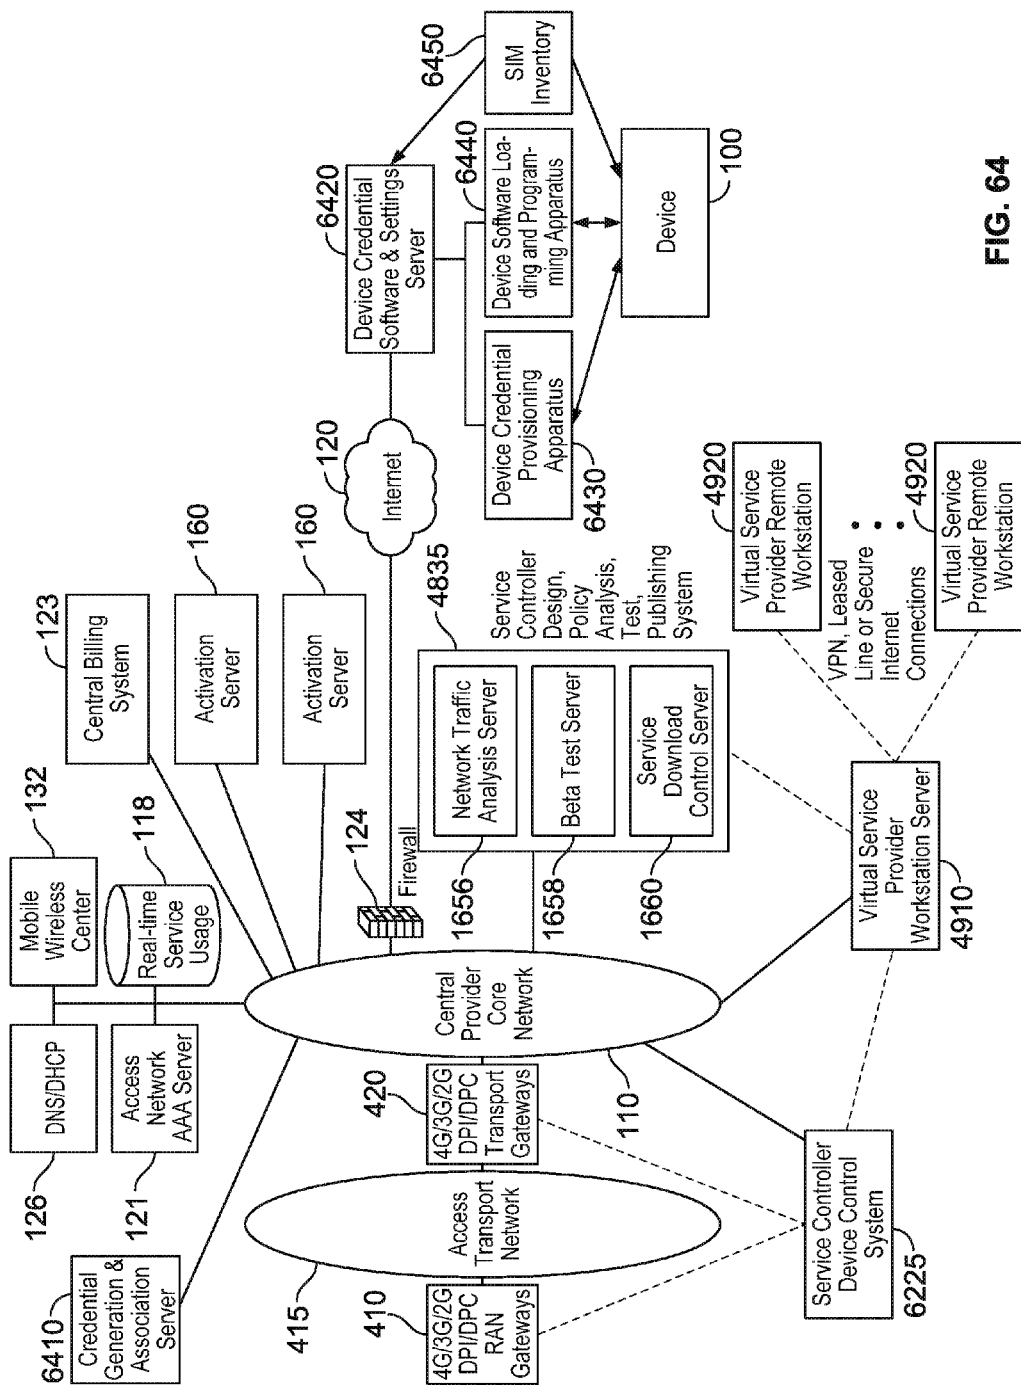 6410
Credential
Generation &
Association
Server
126
DNS/DHCP
Mobile
Wireless
Center
132
121
Access
Network
AAA Server
Real-time
Service
Usage
118
Central Billing
System
123
Activation
Server
160
Activation
Server
160
415
Access
Transport
Network
410
4G/3G/2G
DPI/DPC
RAN
Gateways
420
4G/3G/2G
DPI/DPC
Transport
Gateways
Central
Provider
Core
Network
110
124
Firewall
Internet
120
Device Credential
Software & Settings
Server
6420
1656
Network Traffic
Analysis Server
1658
Beta Test Server
1660
Service
Download
Control Server
4835
Service
Controller
Design,
Policy
Analysis,
Test,
Publishing
System
Device Credential
Provisioning
Apparatus
6430
Device Software Loa-
ding and Program-
ming Apparatus
6440
SIM
Inventory
6450
Device
100
Service Controller
Device Control
System
6225
Virtual Service
Provider
Workstation Server
4910
Virtual Service
Provider Remote
Workstation
4920
VPN, Leased
Line or Secure
Internet
Connections
Virtual Service
Provider Remote
Workstation
4920
FIG. 64